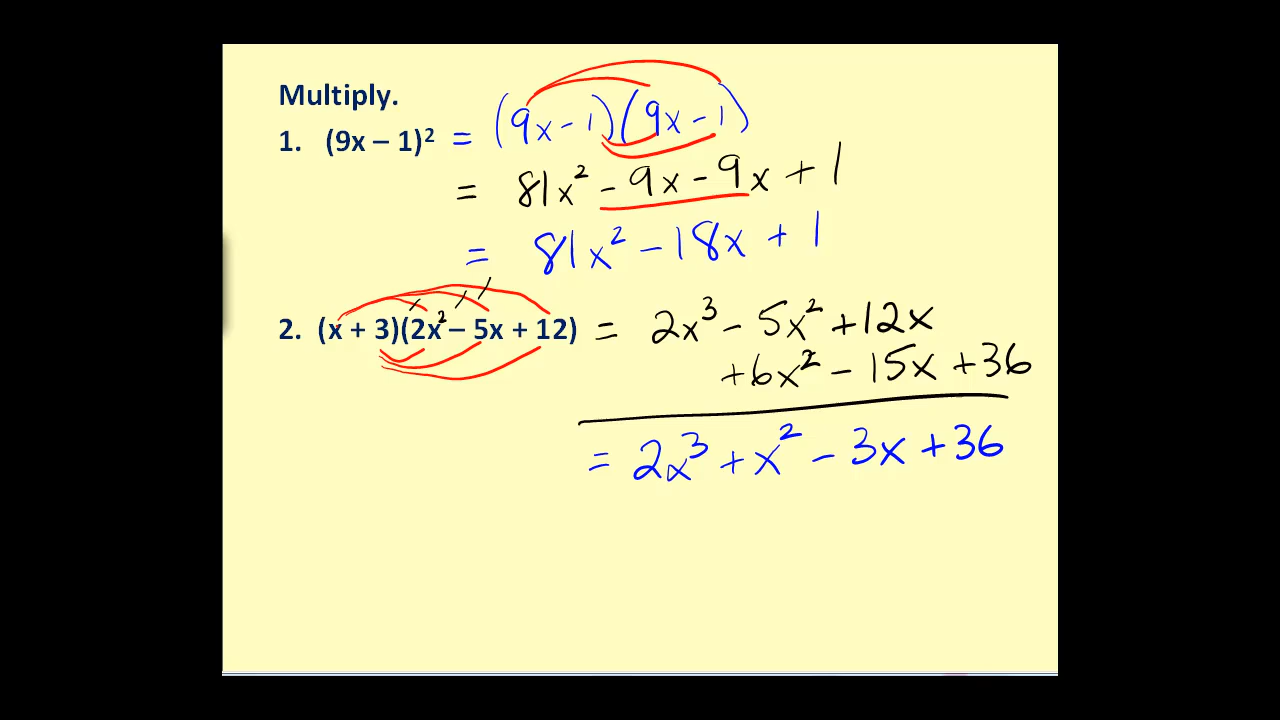 Multiply.
1. (9x – 1)² = (9x - 1)(9x - 1)
= 81x² - 9x - 9x + 1
= 81x² - 18x + 1
2. (x + 3)(2x² – 5x + 12) = 2x³ - 5x² + 12x
+ 6x² - 15x + 36
= 2x³ + x² - 3x + 36